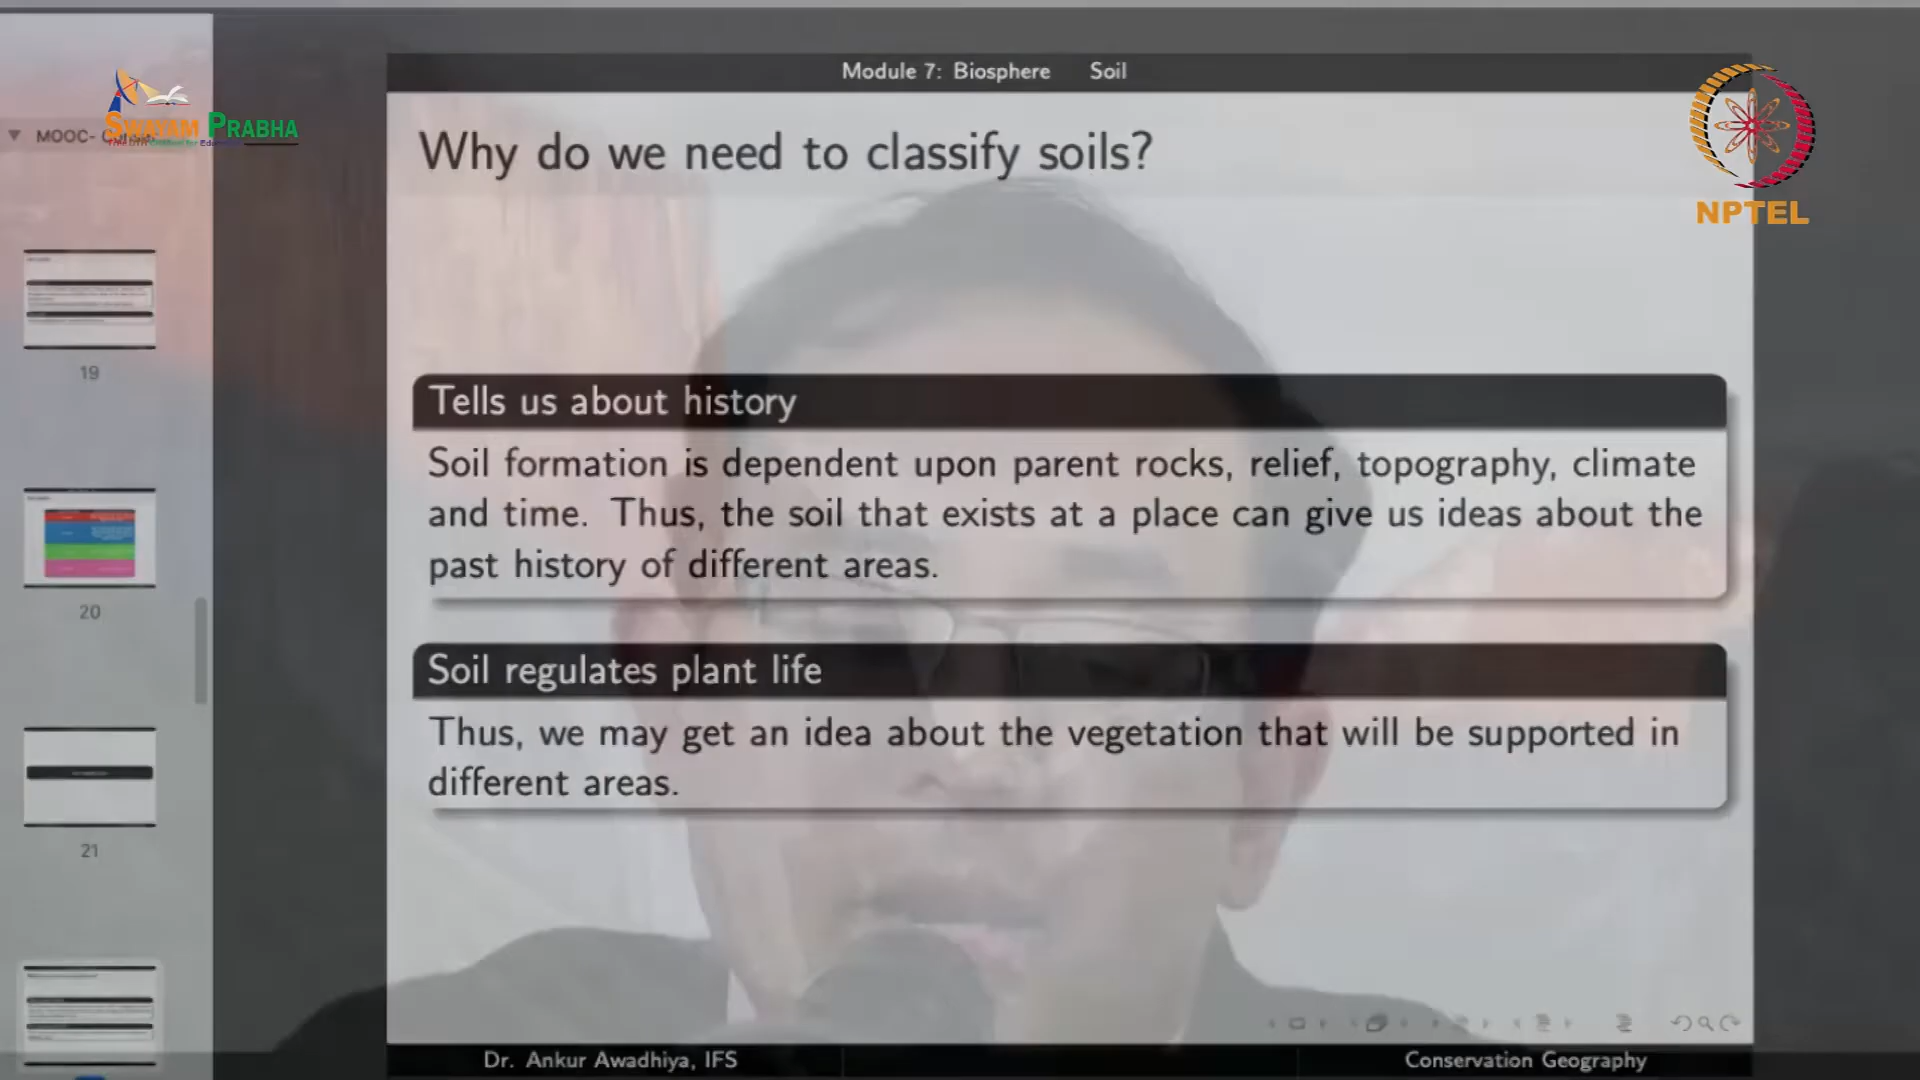 Module 7: Biosphere Soil
SWAYAM PRABHA
MOOC-
NPTEL
Why do we need to classify soils?
Tells us about history
Soil formation is dependent upon parent rocks, relief, topography, climate
and time. Thus, the soil that exists at a place can give us ideas about the
past history of different areas.
Soil regulates plant life
Thus, we may get an idea about the vegetation that will be supported in
different areas.
19
20
21
Dr. Ankur Awadhiya, IFS
Conservation Geography